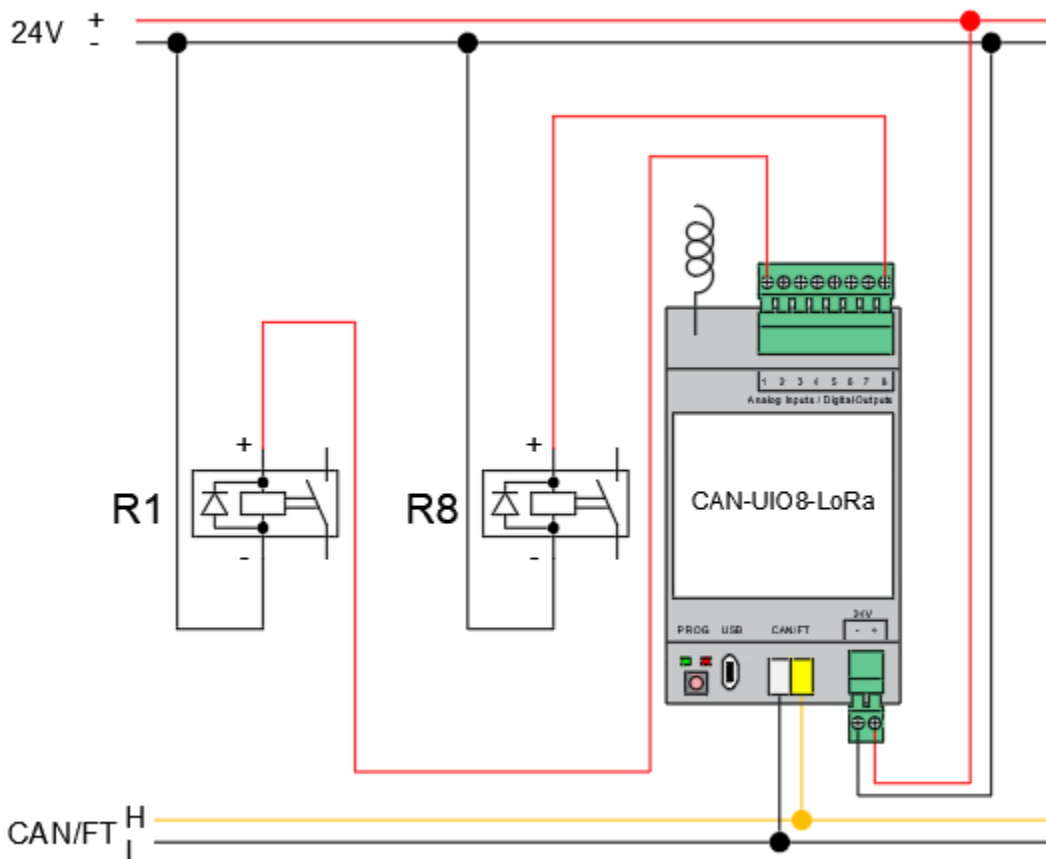 24V + -
1 2 3 4 5 6 7 8
Analog Inputs / Digital Outputs
+
+
R1
R8
CAN-UIO8-LoRa
-
-
24V
PROG USB CAN/FT - +
CAN/FT H
L